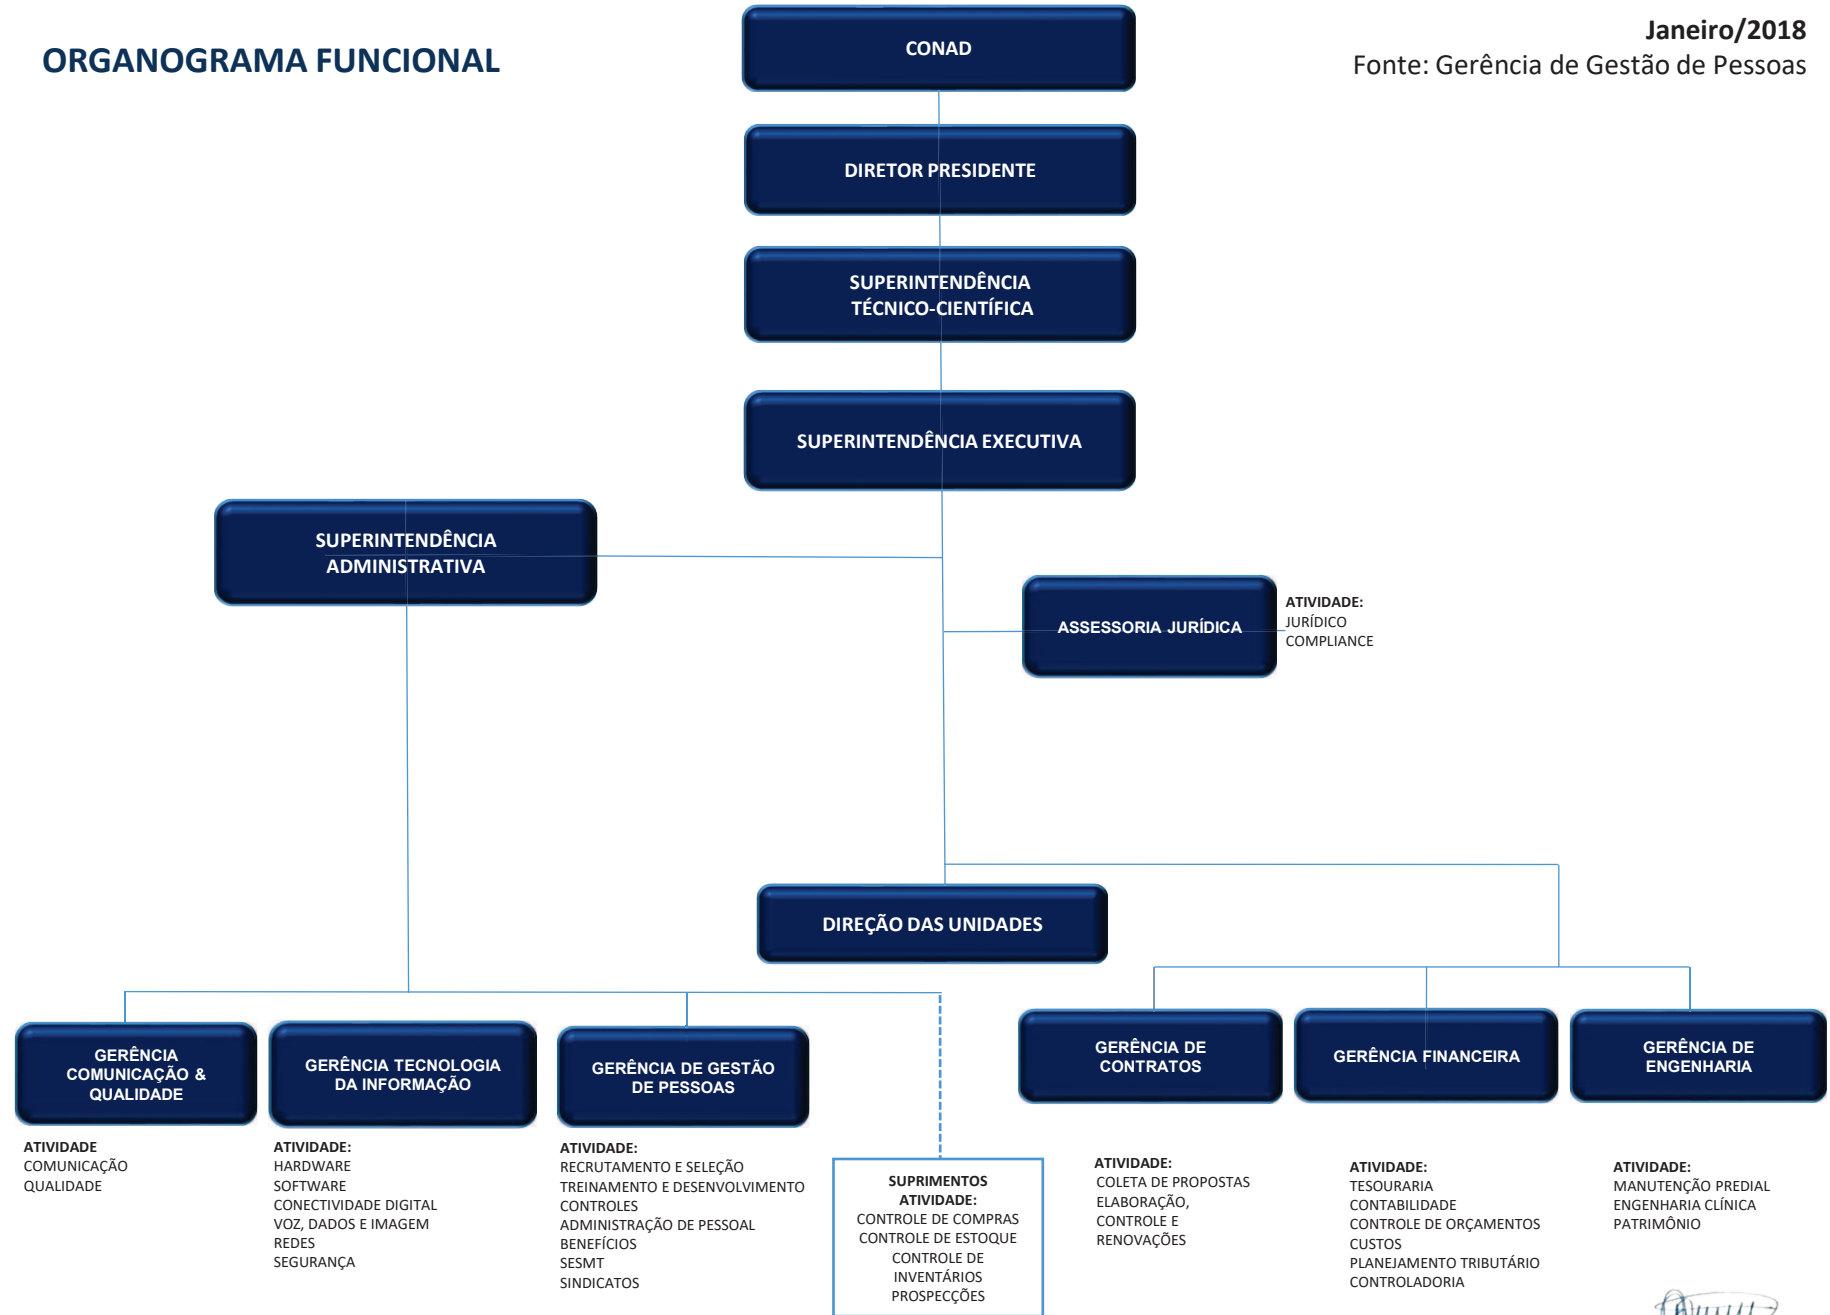 ORGANOGRAMA FUNCIONAL
Janeiro/2018
Fonte: Gerência de Gestão de Pessoas
CONAD
DIRETOR PRESIDENTE
SUPERINTENDÊNCIA
TÉCNICO-CIENTÍFICA
SUPERINTENDÊNCIA EXECUTIVA
SUPERINTENDÊNCIA
ADMINISTRATIVA
ASSESSORIA JURÍDICA
ATIVIDADE:
JURÍDICO
COMPLIANCE
DIREÇÃO DAS UNIDADES
GERÊNCIA
COMUNICAÇÃO &
QUALIDADE
ATIVIDADE
COMUNICAÇÃO
QUALIDADE
GERÊNCIA TECNOLOGIA
DA INFORMAÇÃO
ATIVIDADE:
HARDWARE
SOFTWARE
CONECTIVIDADE DIGITAL
VOZ, DADOS E IMAGEM
REDES
SEGURANÇA
GERÊNCIA DE GESTÃO
DE PESSOAS
ATIVIDADE:
RECRUTAMENTO E SELEÇÃO
TREINAMENTO E DESENVOLVIMENTO
CONTROLES
ADMINISTRAÇÃO DE PESSOAL
BENEFÍCIOS
SESMT
SINDICATOS
SUPRIMENTOS
ATIVIDADE:
CONTROLE DE COMPRAS
CONTROLE DE ESTOQUE
CONTROLE DE
INVENTÁRIOS
PROSPECÇÕES
GERÊNCIA DE
CONTRATOS
ATIVIDADE:
COLETA DE PROPOSTAS
ELABORAÇÃO,
CONTROLE E
RENOVAÇÕES
GERÊNCIA FINANCEIRA
ATIVIDADE:
TESOURARIA
CONTABILIDADE
CONTROLE DE ORÇAMENTOS
CUSTOS
PLANEJAMENTO TRIBUTÁRIO
CONTROLADORIA
GERÊNCIA DE
ENGENHARIA
ATIVIDADE:
MANUTENÇÃO PREDIAL
ENGENHARIA CLÍNICA
PATRIMÔNIO